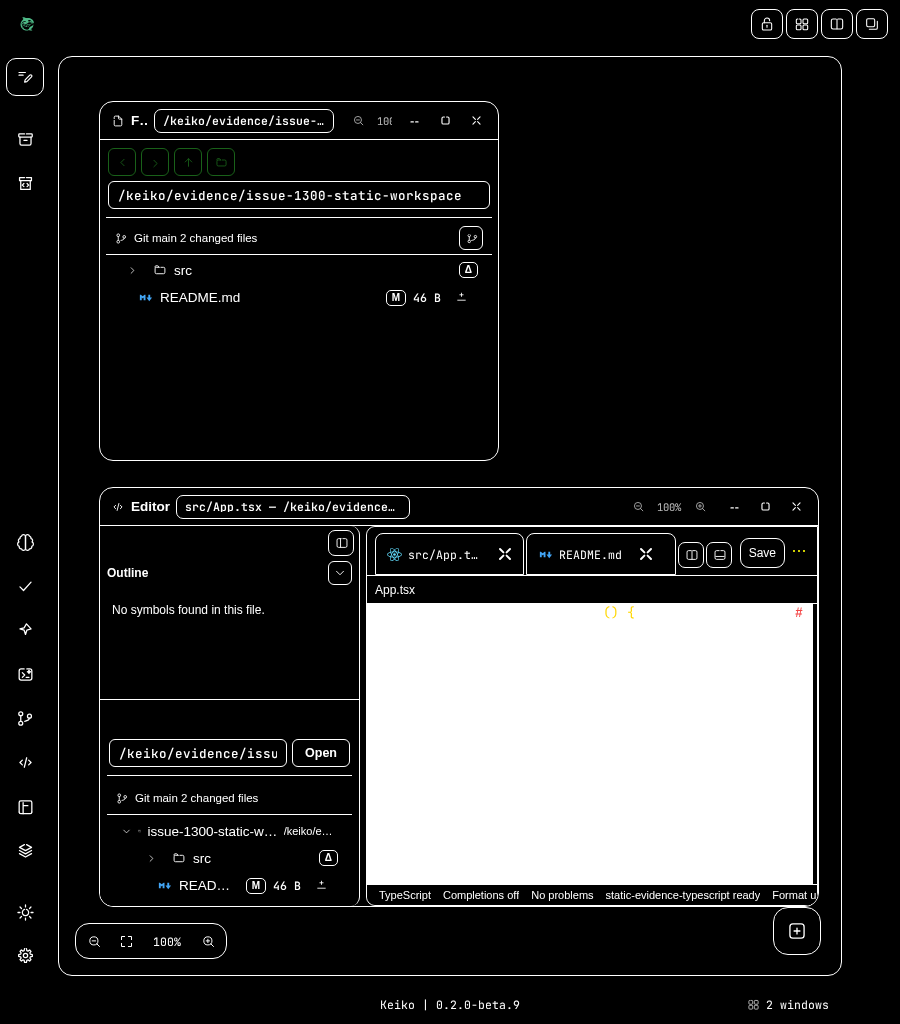 F..
/keiko/evidence/issue-…
10
--
/keiko/evidence/issue-1300-static-workspace
Git main 2 changed files
src
Δ
README.md
M
46 B
Editor
src/App.tsx — /keiko/evidence…
100%
--
src/App.t…
README.md
Save
...
Outline
App.tsx
No symbols found in this file.
() {
#
/keiko/evidence/issu
Open
Git main 2 changed files
issue-1300-static-w…
/keiko/e…
src
Δ
READ…
M
46 B
TypeScript
Completions off
No problems
static-evidence-typescript ready
Format u
100%
Keiko | 0.2.0-beta.9
2 windows